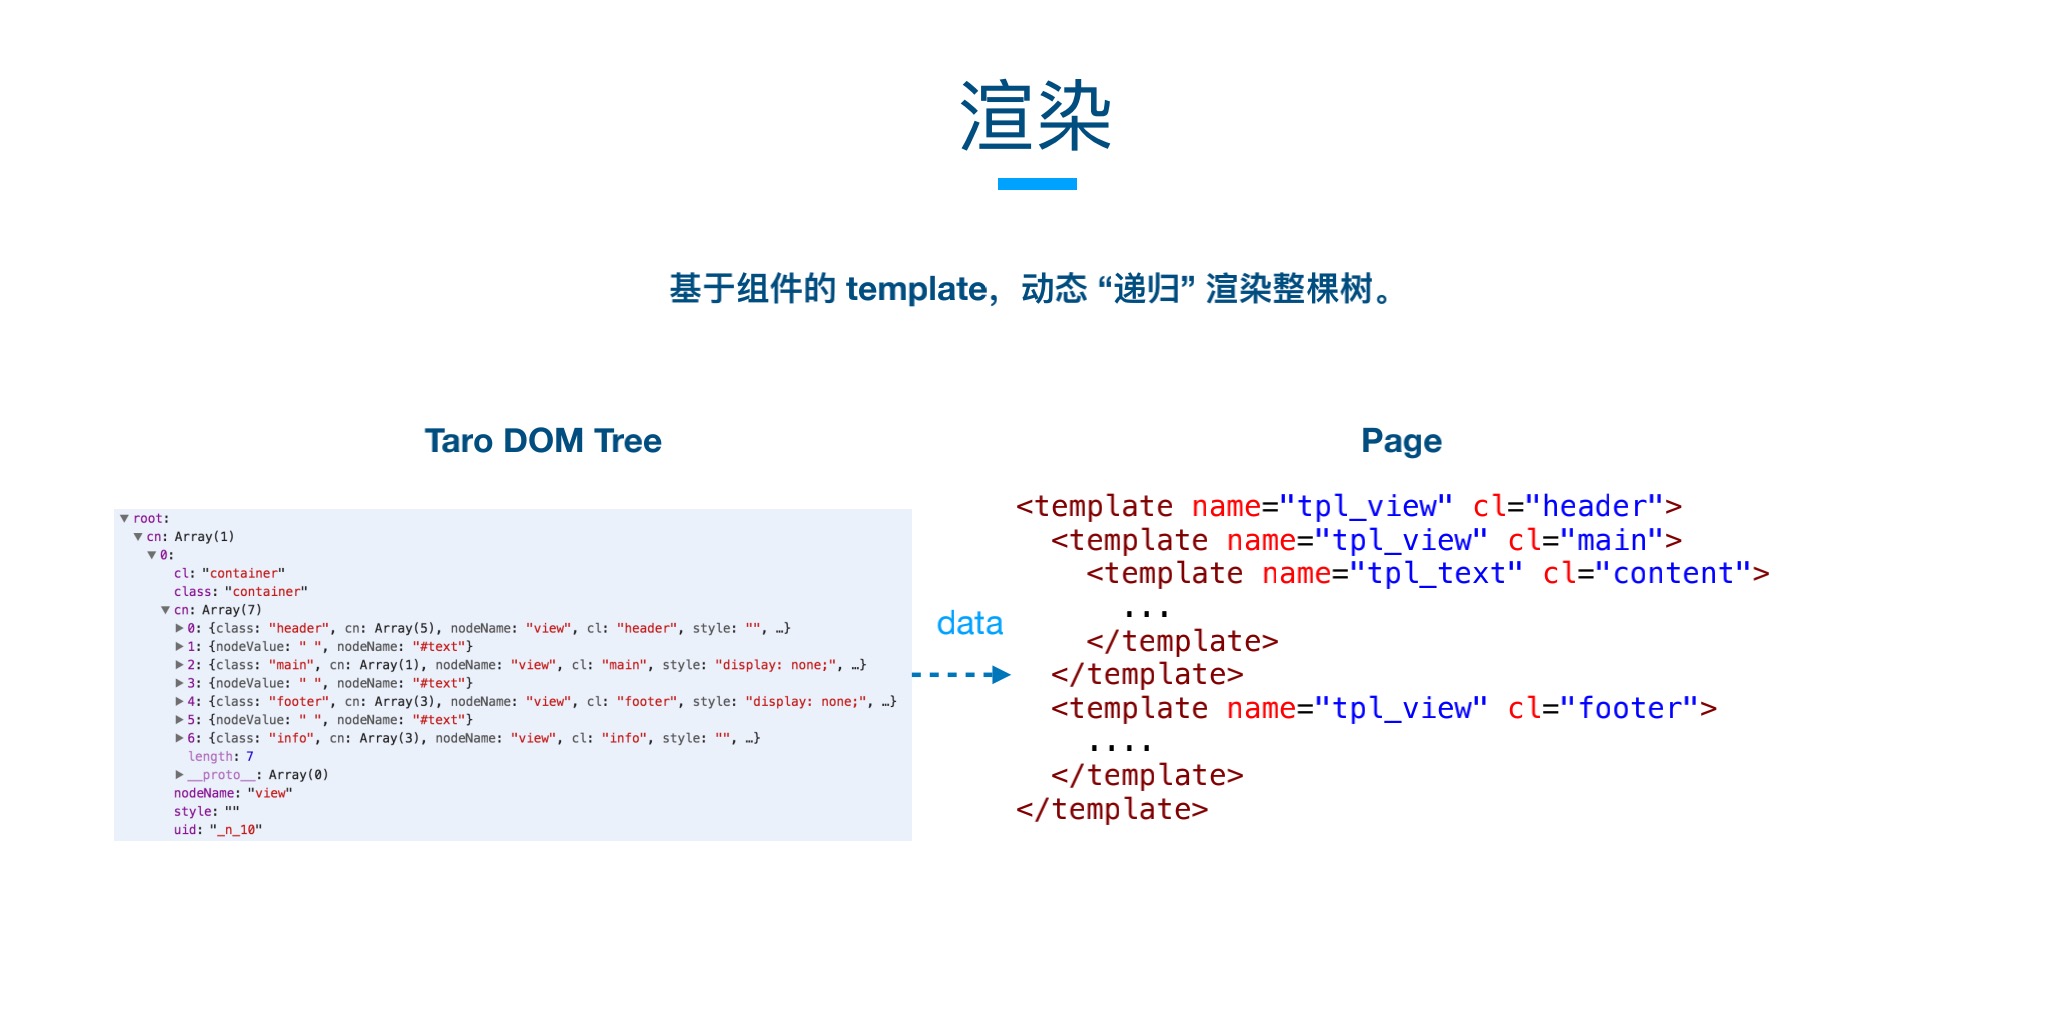 渲染
基于组件的 template，动态 “递归” 渲染整棵树。
Taro DOM Tree
▼root:
▼cn: Array(1)
▼0:
cl: "container"
class: "container"
▼cn: Array(7)
▶0: {class: "header", cn: Array(5), nodeName: "view", cl: "header", style: "", …}
▶1: {nodeValue: " ", nodeName: "#text"}
▶2: {class: "main", cn: Array(1), nodeName: "view", cl: "main", style: "display: none;", …}
▶3: {nodeValue: " ", nodeName: "#text"}
▶4: {class: "footer", cn: Array(3), nodeName: "view", cl: "footer", style: "display: none;", …}
▶5: {nodeValue: " ", nodeName: "#text"}
▶6: {class: "info", cn: Array(3), nodeName: "view", cl: "info", style: "", …}
length: 7
▶__proto__: Array(0)
nodeName: "view"
style: ""
uid: "_n_10"
data
Page
<template name="tpl_view" cl="header">
<template name="tpl_view" cl="main">
<template name="tpl_text" cl="content">
...
</template>
</template>
<template name="tpl_view" cl="footer">
....
</template>
</template>